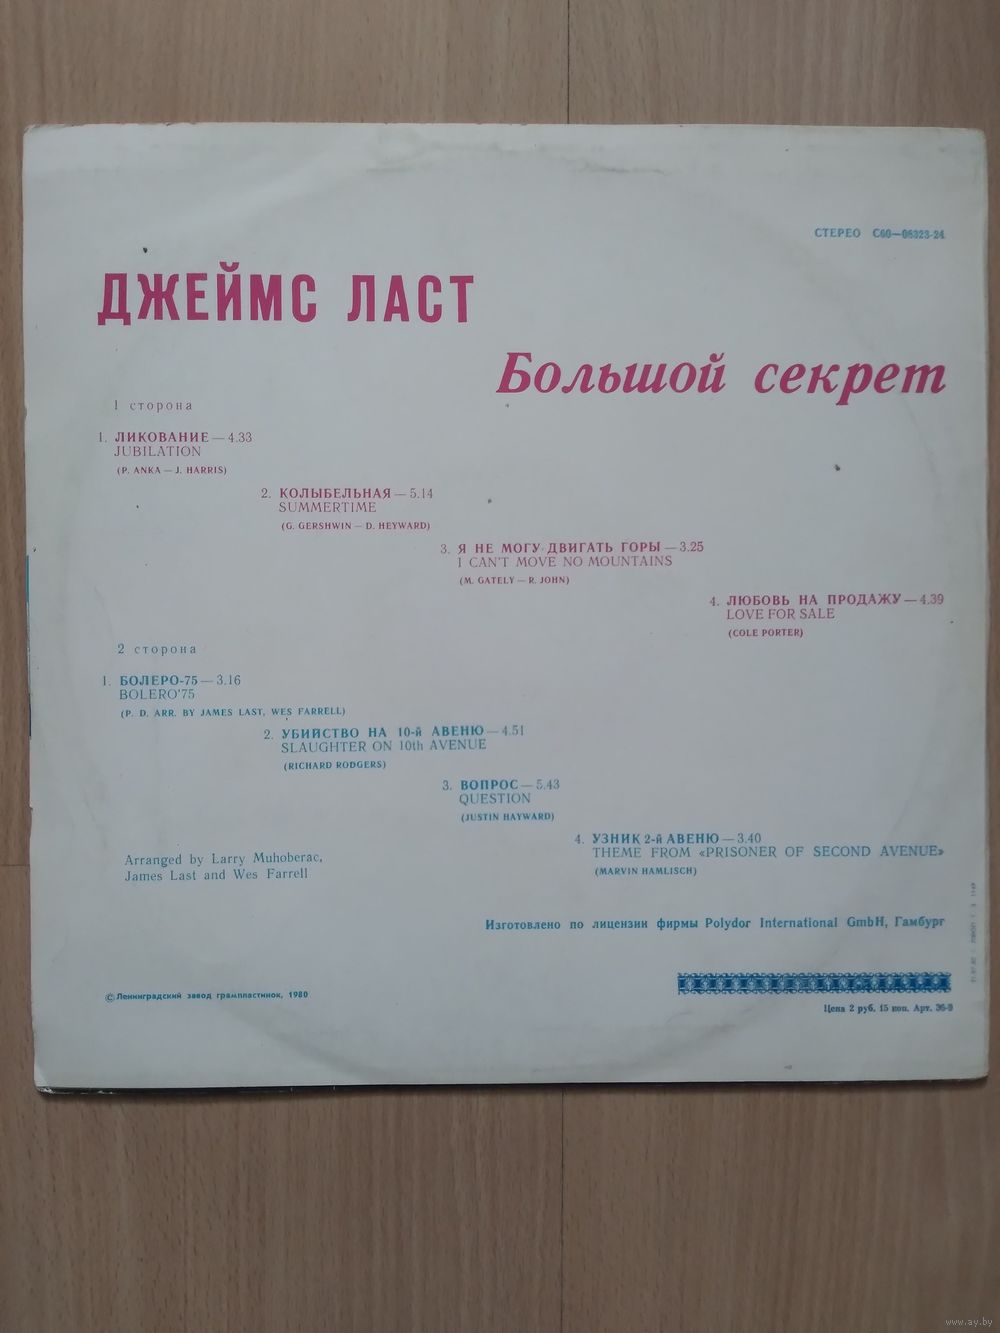 СТЕРЕО С60—06323-24
ДЖЕЙМС ЛАСТ
Большой секрет
1 сторона
1. ЛИКОВАНИЕ — 4.33
JUBILATION
(P. ANKA — J. HARRIS)
2. КОЛЫБЕЛЬНАЯ — 5.14
SUMMERTIME
(G. GERSHWIN — D. HEYWARD)
3. Я НЕ МОГУ ДВИГАТЬ ГОРЫ — 3.25
I CAN'T MOVE NO MOUNTAINS
(M. GATELY — R. JOHN)
4. ЛЮБОВЬ НА ПРОДАЖУ — 4.39
LOVE FOR SALE
(COLE PORTER)
2 сторона
1. БОЛЕРО-75 — 3.16
BOLERO'75
(P. D. ARR. BY JAMES LAST, WES FARRELL)
2. УБИЙСТВО НА 10-й АВЕНЮ — 4.51
SLAUGHTER ON 10th AVENUE
(RICHARD RODGERS)
3. ВОПРОС — 5.43
QUESTION
(JUSTIN HAYWARD)
4. УЗНИК 2-й АВЕНЮ — 3.40
THEME FROM «PRISONER OF SECOND AVENUE»
(MARVIN HAMLISCH)
Arranged by Larry Muhoberac,
James Last and Wes Farrell
Изготовлено по лицензии фирмы Polydor International GmbH, Гамбург
© Ленинградский завод грампластинок, 1980
Цена 2 руб. 15 коп. Арт. 36-9
www.ay.by